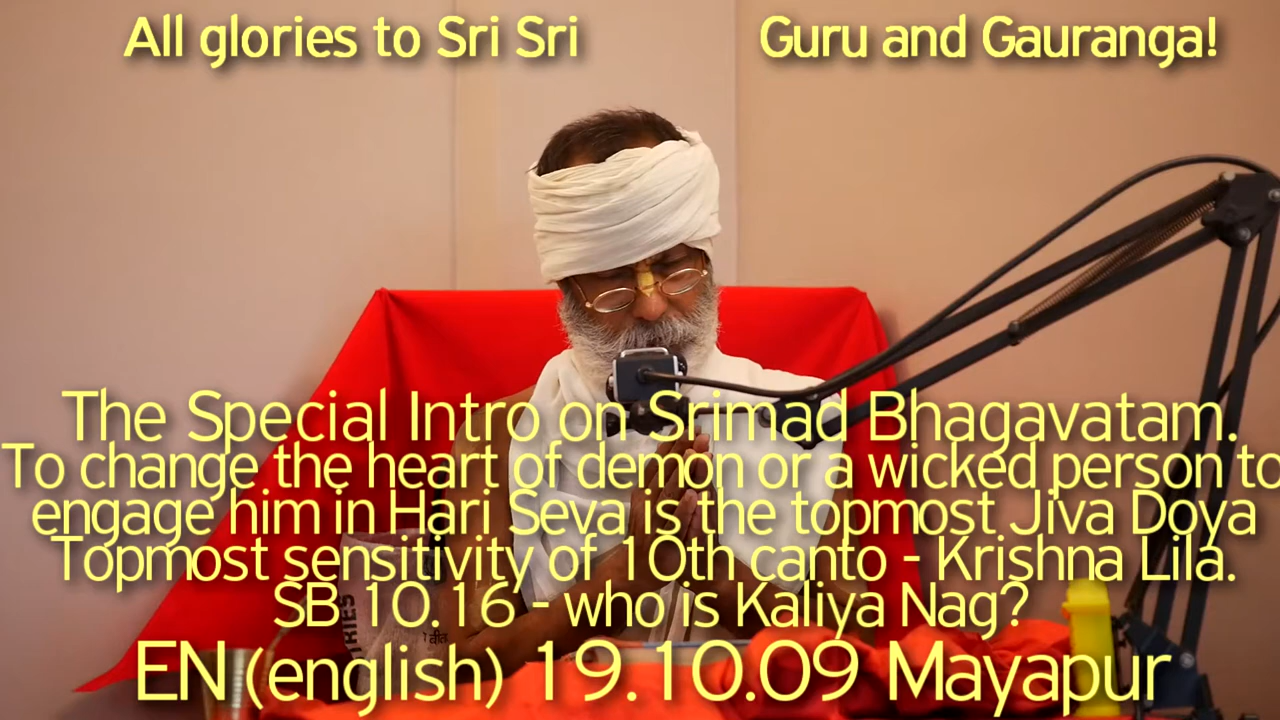 All glories to Sri Sri Guru and Gauranga!
The Special Intro on Srimad Bhagavatam.
To change the heart of demon or a wicked person to
engage him in Hari Seva is the topmost Jiva Doya
Topmost sensitivity of 10th canto - Krishna Lila.
SB 10.16 - who is Kaliya Nag?
EN (english) 19.10.09 Mayapur